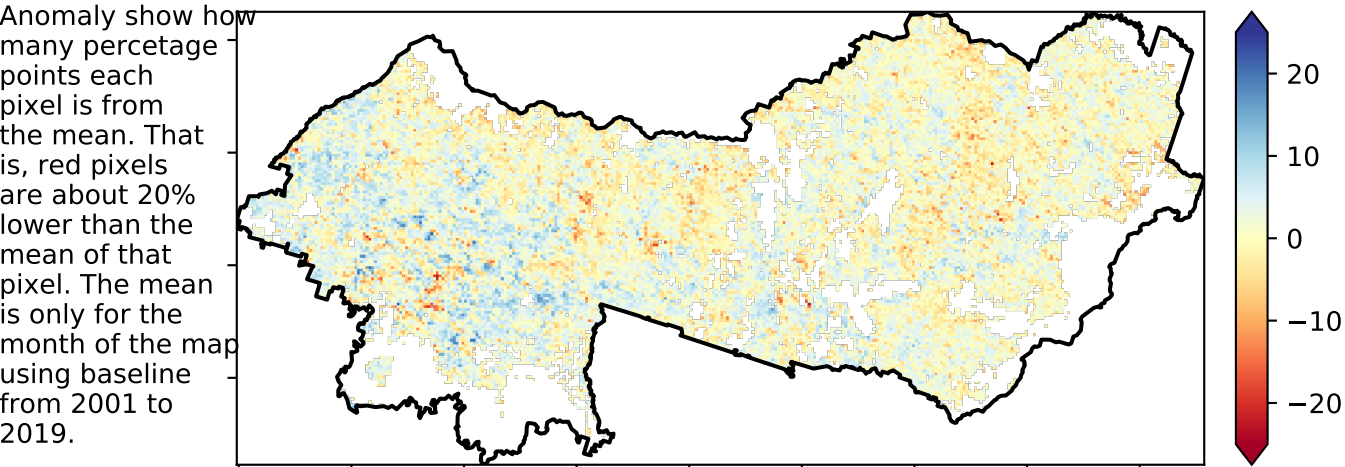 Anomaly show how
many percetage
points each
pixel is from
the mean. That
is, red pixels
are about 20%
lower than the
mean of that
pixel. The mean
is only for the
month of the map
using baseline
from 2001 to
2019.
20
10
0
−10
−20